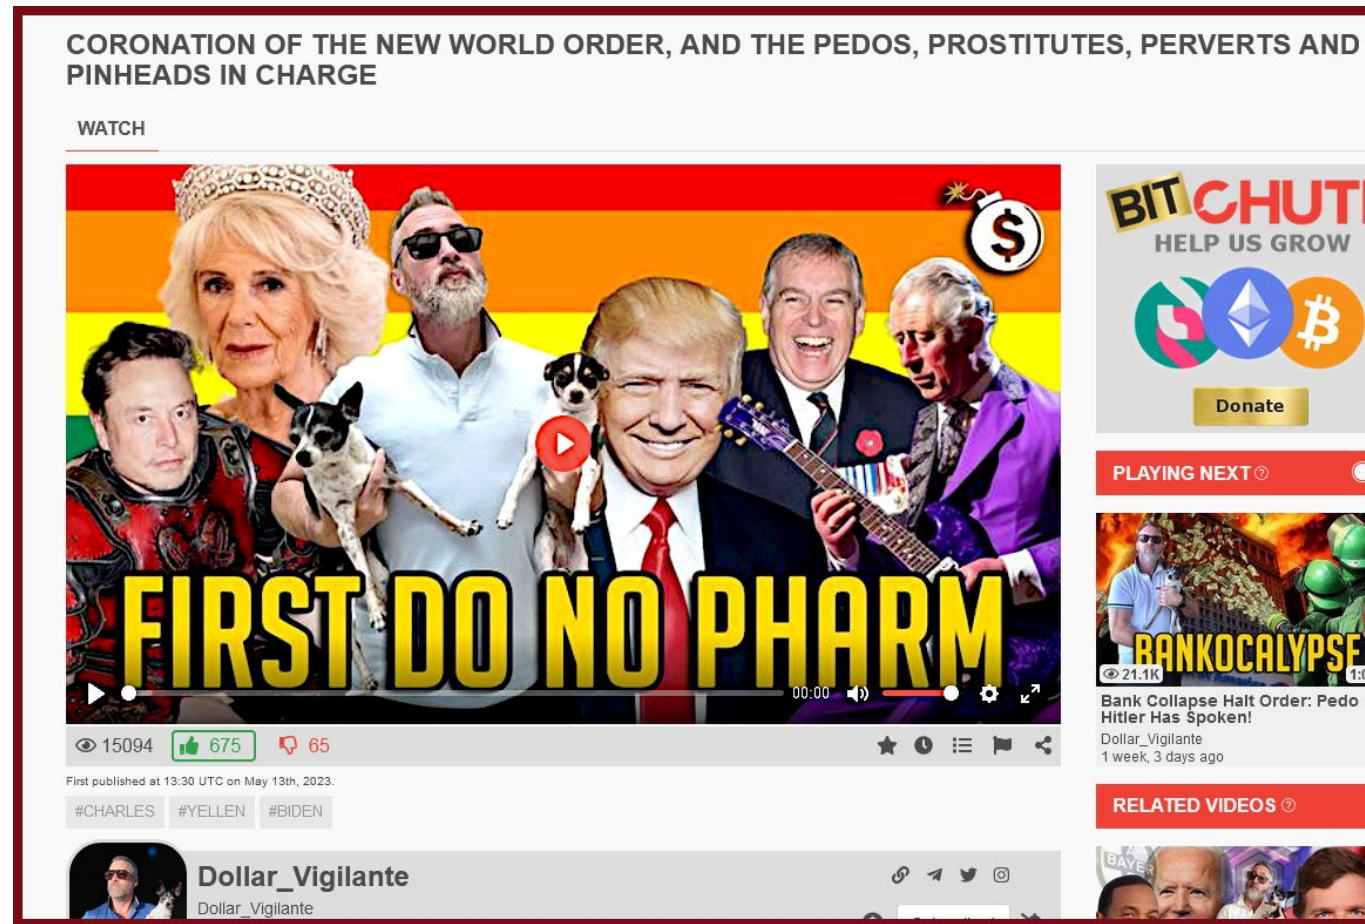 CORONATION OF THE NEW WORLD ORDER, AND THE PEDOS, PROSTITUTES, PERVERTS AND
PINHEADS IN CHARGE
WATCH
$
FIRST DO NO PHARM
00:00
15094 675 65
First published at 13:30 UTC on May 13th, 2023.
#CHARLES #YELLEN #BIDEN
Dollar_Vigilante
Dollar_Vigilante
BIT CHUT
HELP US GROW
Donate
PLAYING NEXT
BANKOCALYPSE
21.1K
Bank Collapse Halt Order: Pedo
Hitler Has Spoken!
Dollar_Vigilante
1 week, 3 days ago
RELATED VIDEOS
BAYE